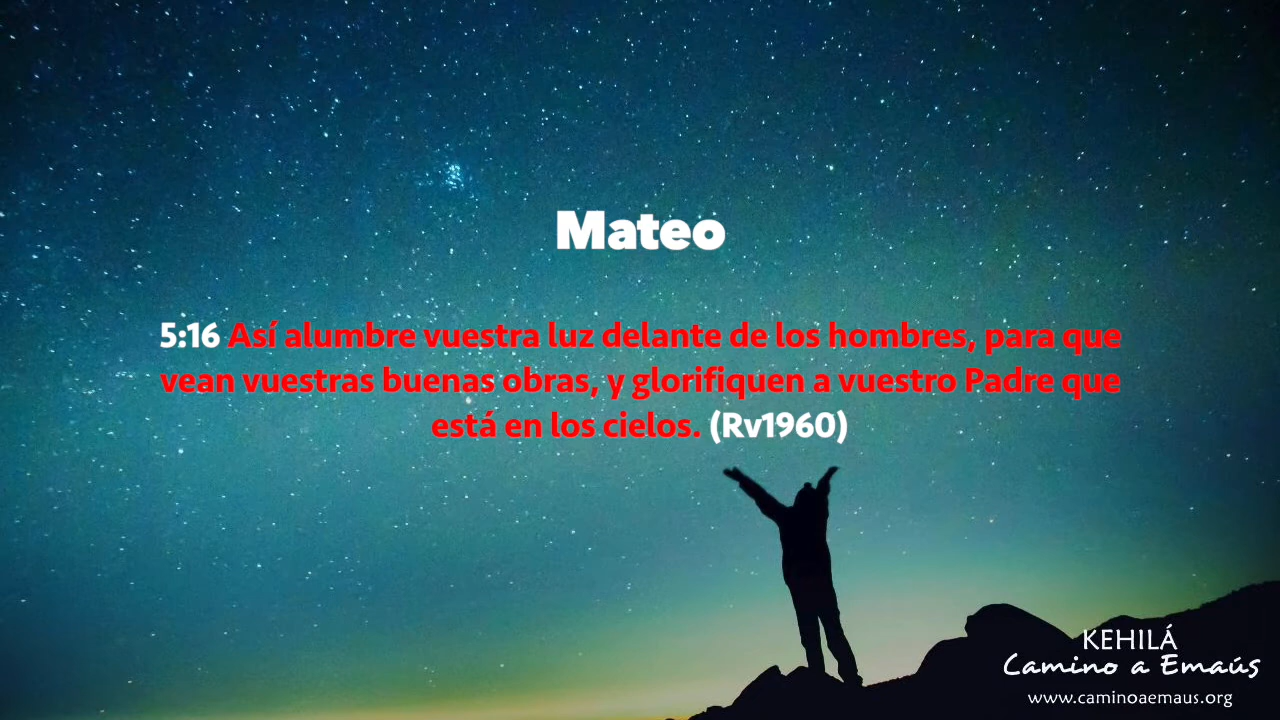 Mateo
5:16 Así alumbre vuestra luz delante de los hombres, para que
vean vuestras buenas obras, y glorifiquen a vuestro Padre que
está en los cielos. (Rv1960)
KEHILÁ
Camino a Emaús
www.caminoaemaus.org